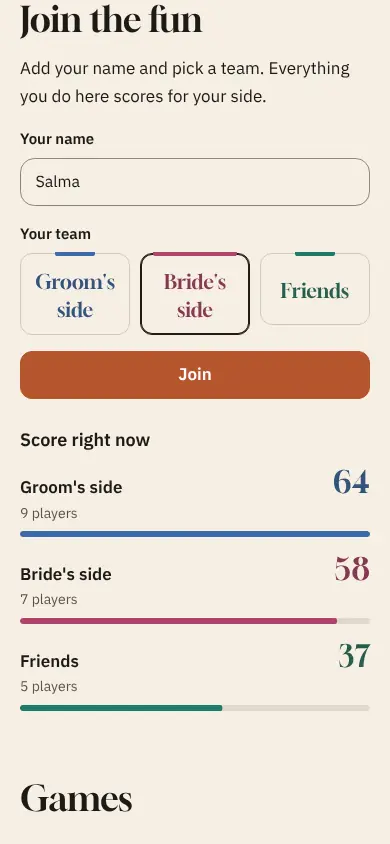 Join the fun
Add your name and pick a team. Everything
you do here scores for your side.
Your name
Salma
Your team
Groom's
side
Bride's
side
Friends
Join
Score right now
Groom's side
64
9 players
Bride's side
58
7 players
Friends
37
5 players
Games